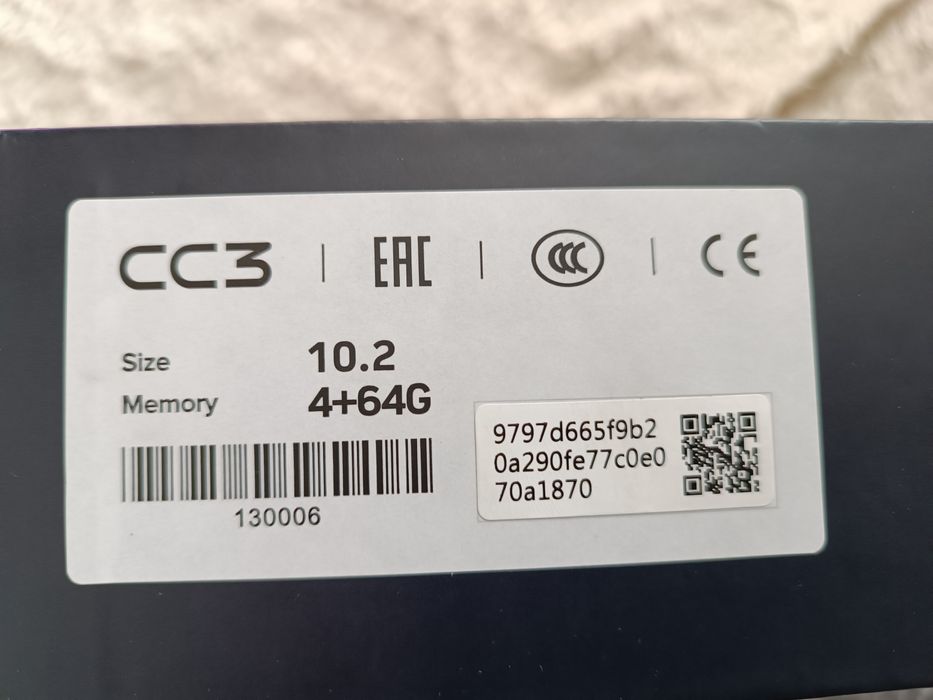 CC3 | EAC | CCC | CE
Size 10.2
Memory 4+64G
130006
9797d665f9b2
0a290fe77c0e0
70a1870